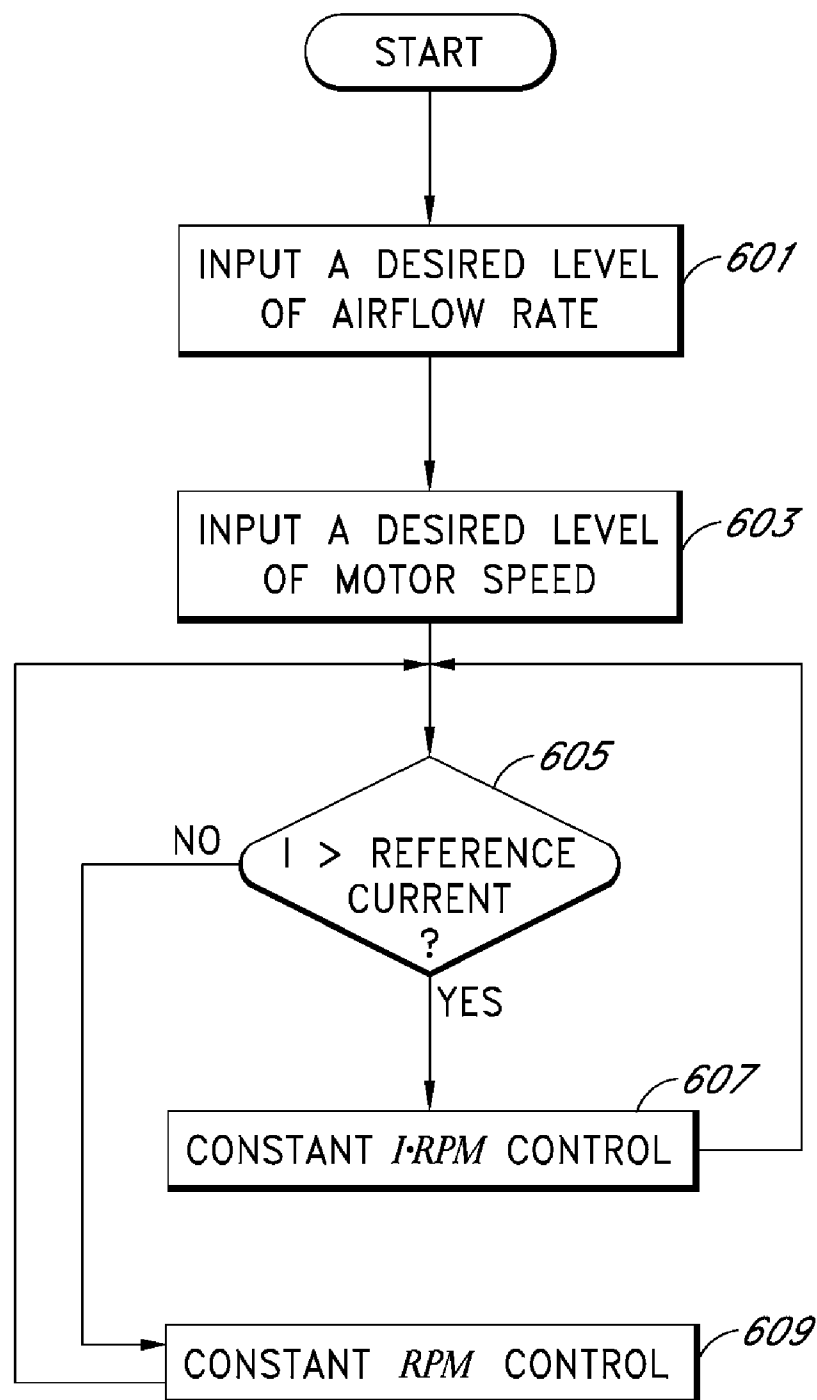 START
INPUT A DESIRED LEVEL
OF AIRFLOW RATE
601
INPUT A DESIRED LEVEL
OF MOTOR SPEED
603
605
NO
I > REFERENCE
CURRENT
?
YES
607
CONSTANT I·RPM CONTROL
609
CONSTANT RPM CONTROL